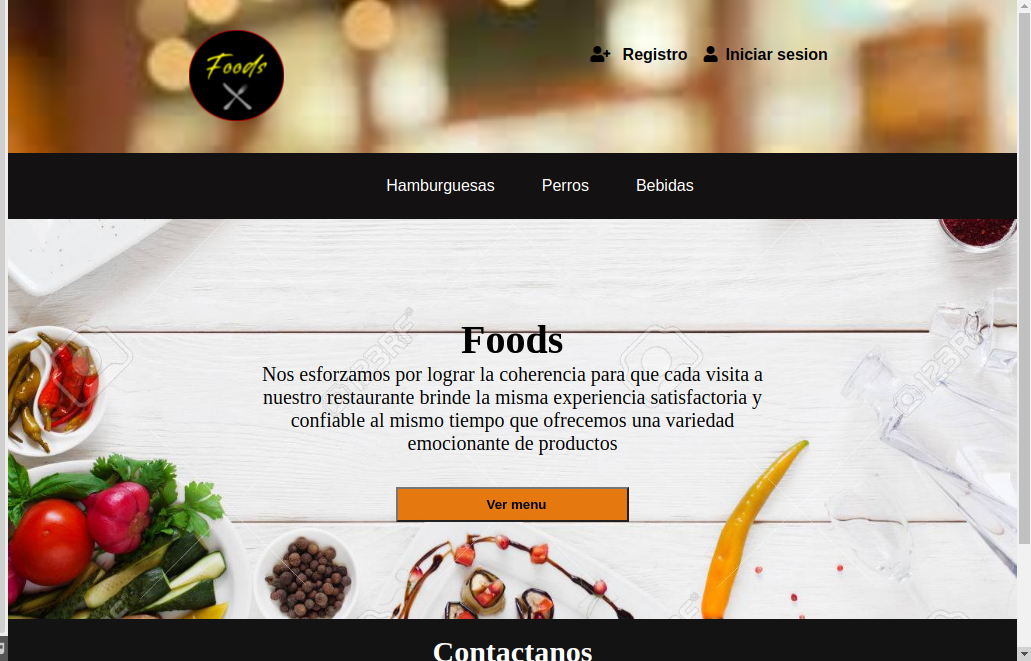 Foods
Registro
Iniciar sesion
Hamburguesas
Perros
Bebidas
Foods
Nos esforzamos por lograr la coherencia para que cada visita a
nuestro restaurante brinde la misma experiencia satisfactoria y
confiable al mismo tiempo que ofrecemos una variedad
emocionante de productos
Ver menu
123RF
123RF
Contactanos